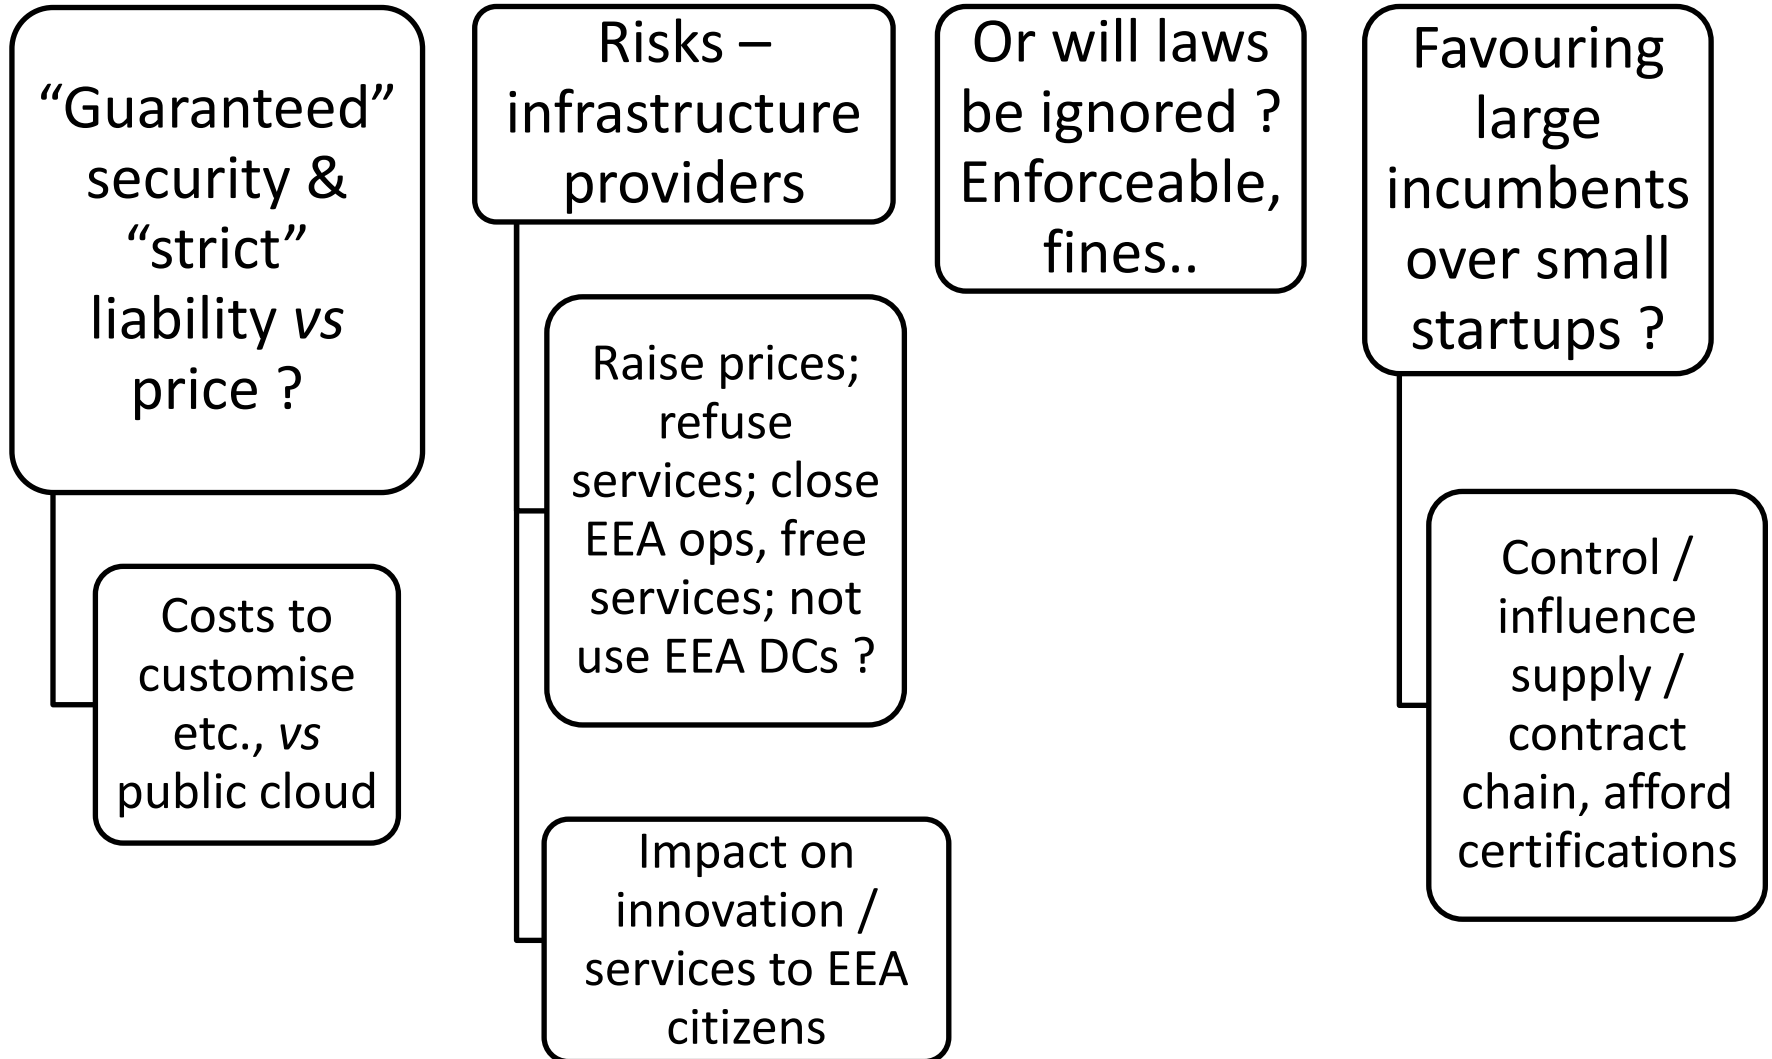 “Guaranteed”
security &
“strict”
liability vs
price ?
Costs to
customise
etc., vs
public cloud
Risks –
infrastructure
providers
Raise prices;
refuse
services; close
EEA ops, free
services; not
use EEA DCs ?
Impact on
innovation /
services to EEA
citizens
Or will laws
be ignored ?
Enforceable,
fines..
Favouring
large
incumbents
over small
startups ?
Control /
influence
supply /
contract
chain, afford
certifications